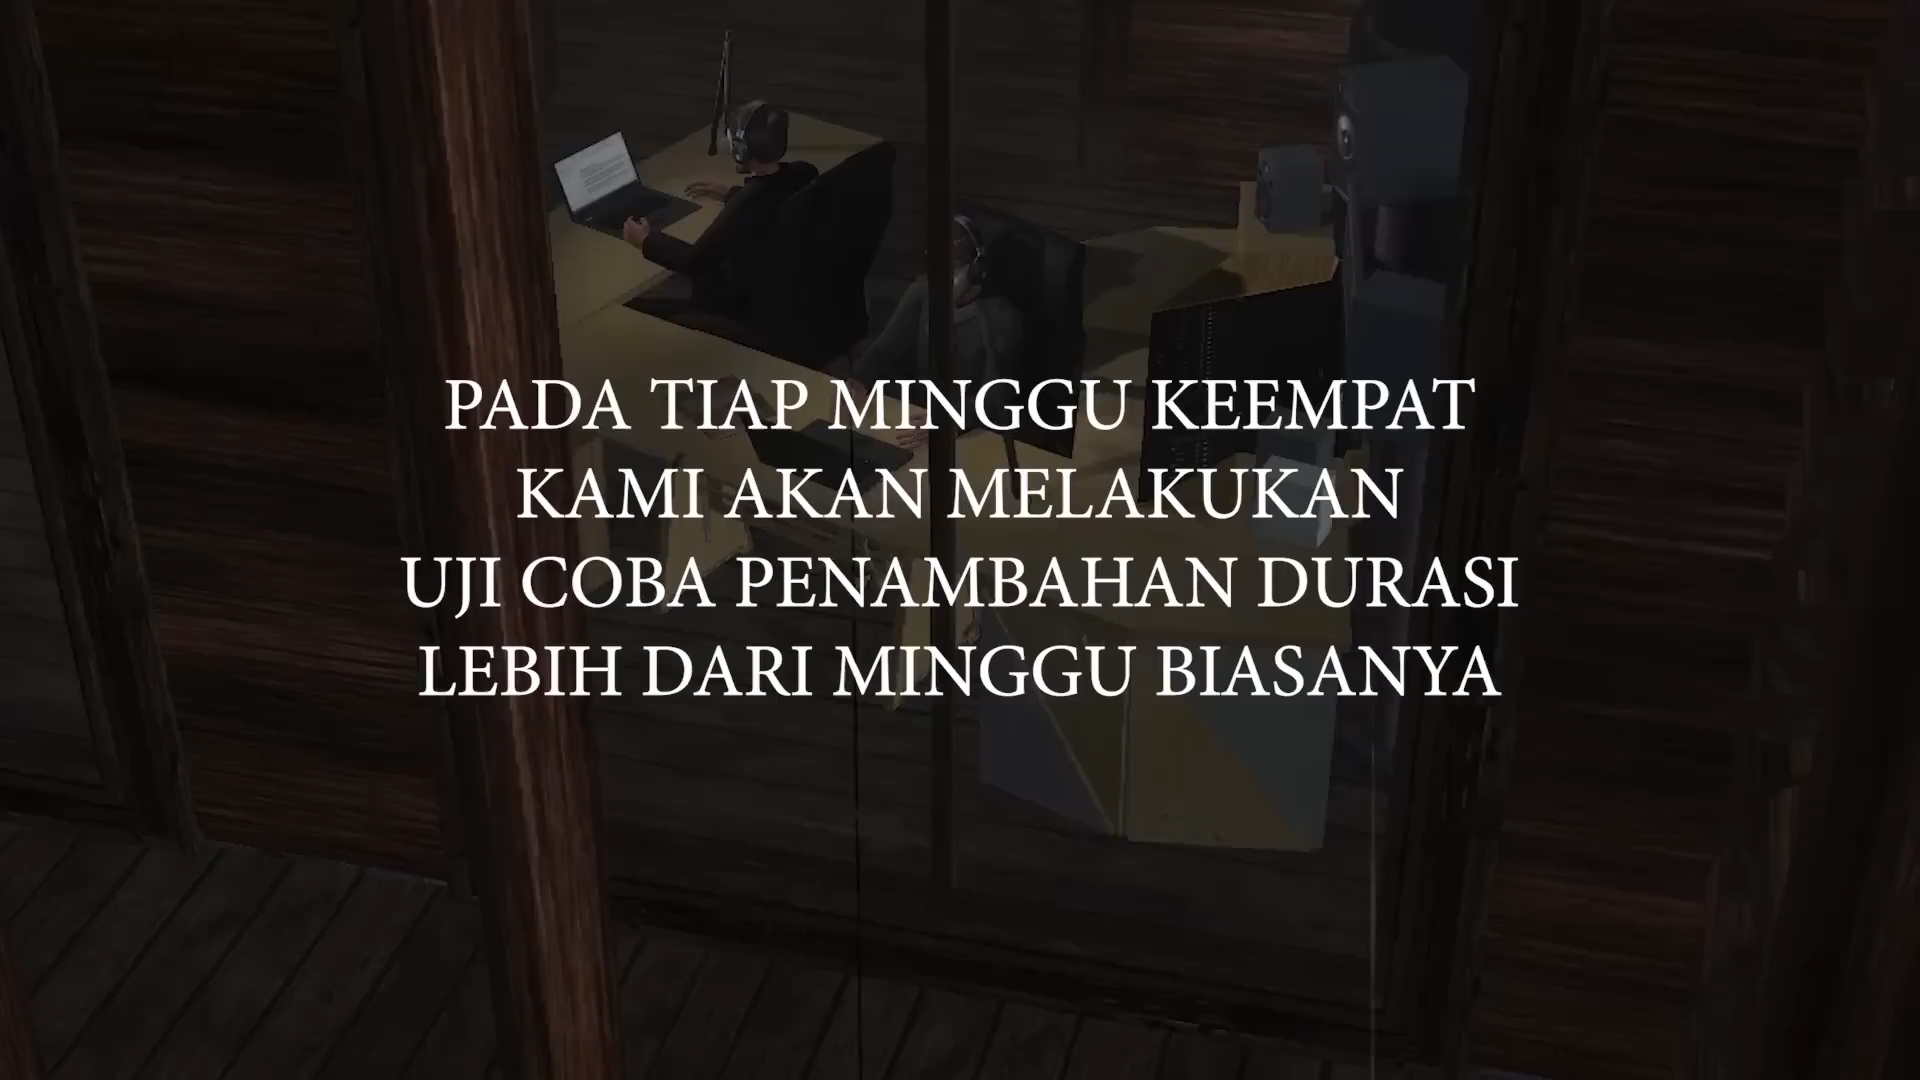 PADA TIAP MINGGU KEEMPAT
KAMI AKAN MELAKUKAN
UJI COBA PENAMBAHAN DURASI
LEBIH DARI MINGGU BIASANYA